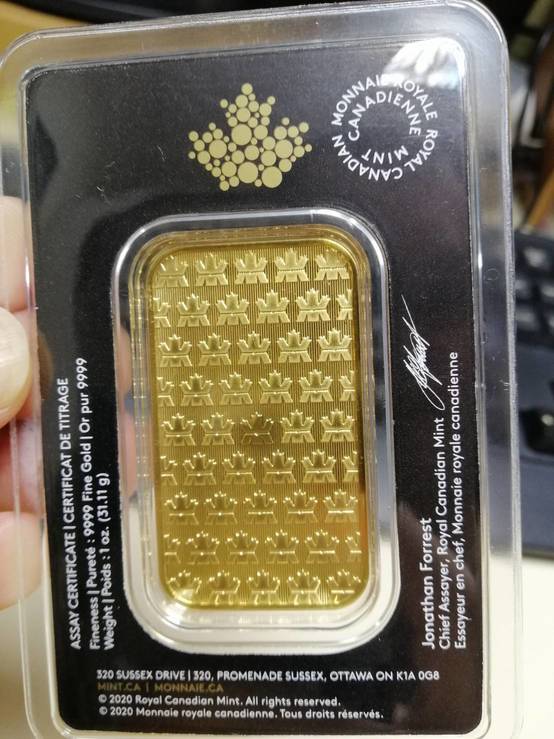 MONNAIE ROYALE CANADIENNE
ROYAL CANADIAN MINT
ASSAY CERTIFICATE | CERTIFICAT DE TITRAGE
Fineness | Pureté : 9999 Fine Gold | Or pur 9999
Weight | Poids : 1 oz. (31.11 g)
Jonathan Forrest
Chief Assayer, Royal Canadian Mint
Essayeur en chef, Monnaie royale canadienne
320 SUSSEX DRIVE | 320, PROMENADE SUSSEX, OTTAWA ON K1A 0G8
MINT.CA | MONNAIE.CA
© 2020 Royal Canadian Mint. All rights reserved.
© 2020 Monnaie royale canadienne. Tous droits réservés.